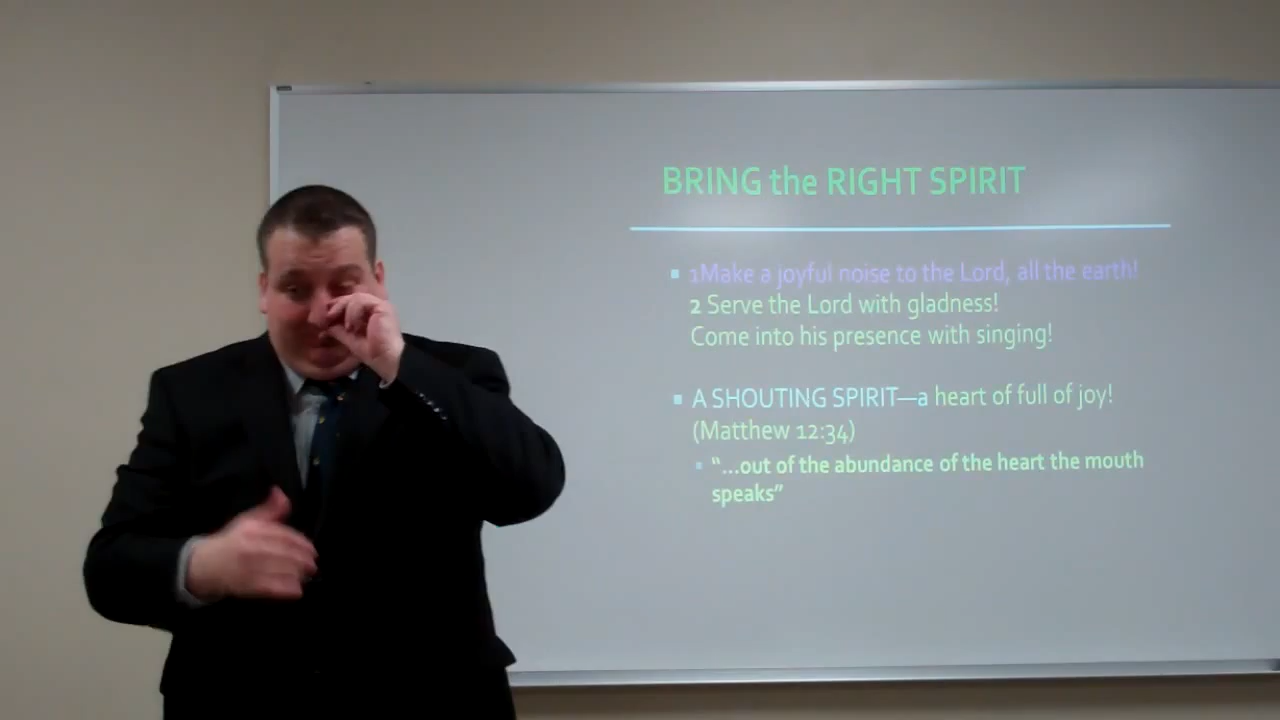 BRING the RIGHT SPIRIT
1Make a joyful noise to the Lord, all the earth!
2 Serve the Lord with gladness!
Come into his presence with singing!
A SHOUTING SPIRIT—a heart of full of joy!
(Matthew 12:34)
“...out of the abundance of the heart the mouth
speaks”